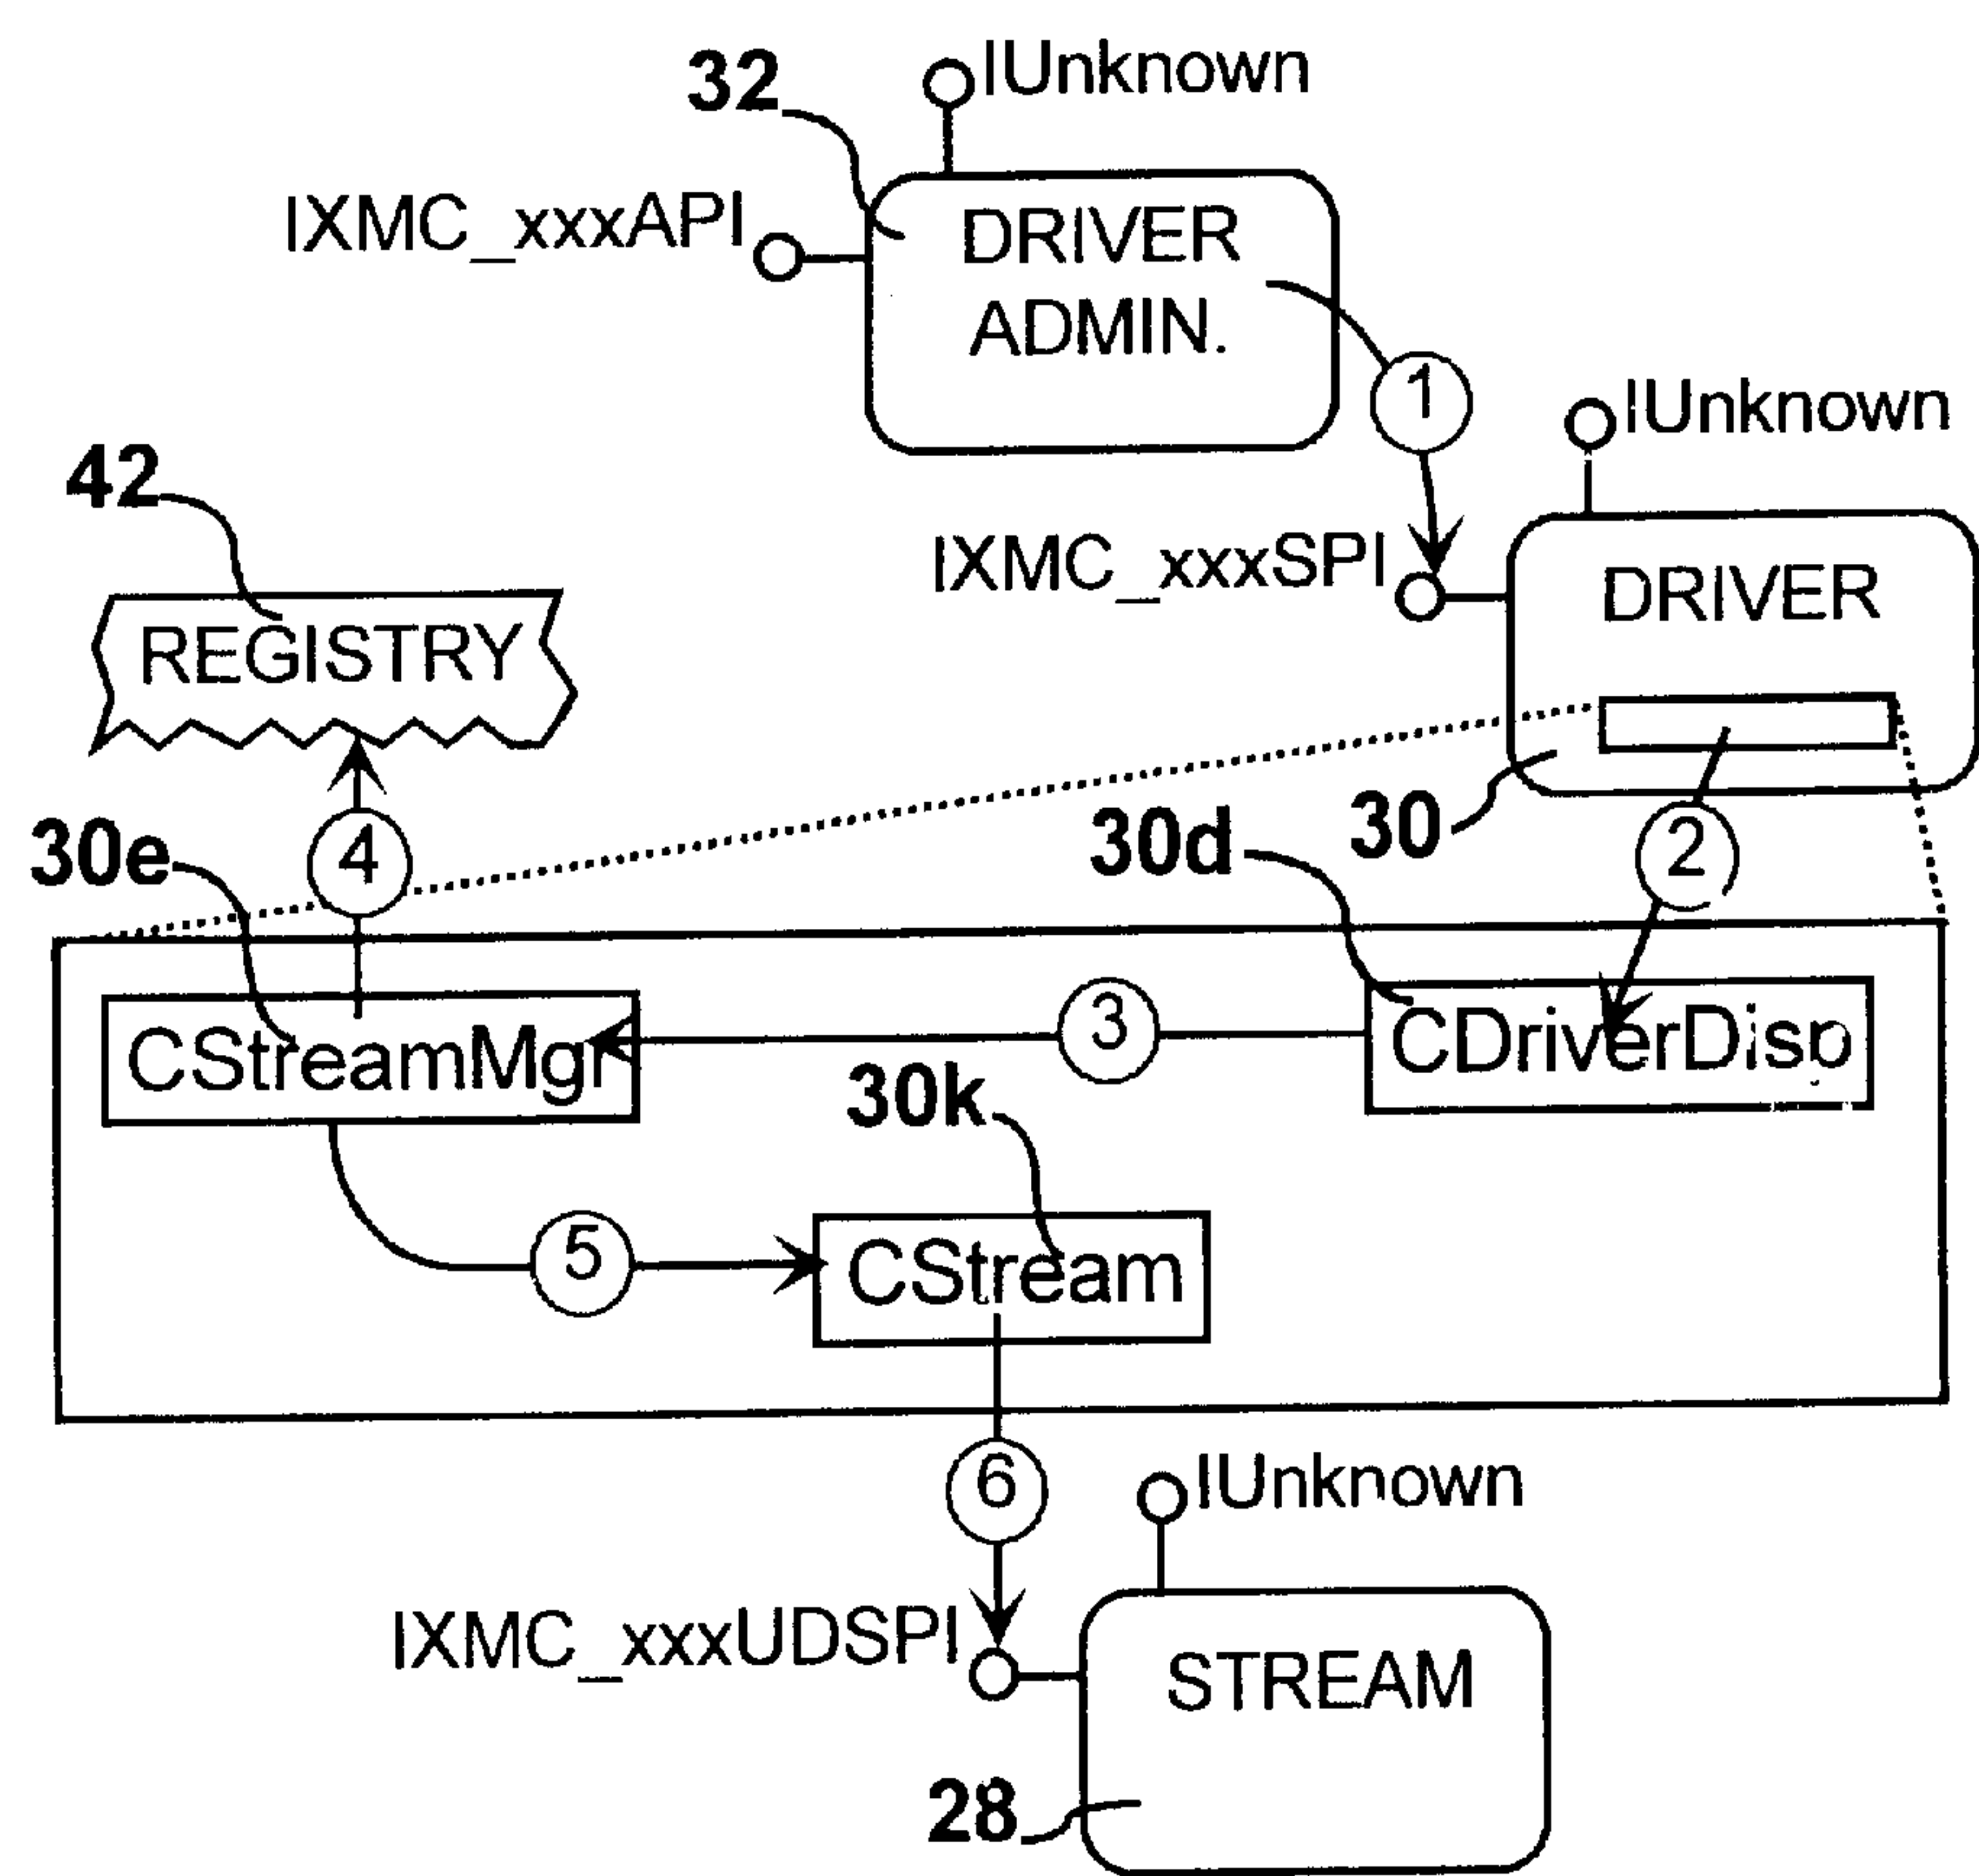 32
IUnknown
IXMC_xxxAPI
DRIVER
ADMIN.
1
IUnknown
42
IXMC_xxxSPI
DRIVER
REGISTRY
30e
4
30d
30
2
CStreamMgr
3
CDriverDisp
30k
5
CStream
6
IUnknown
IXMC_xxxUDSPI
STREAM
28